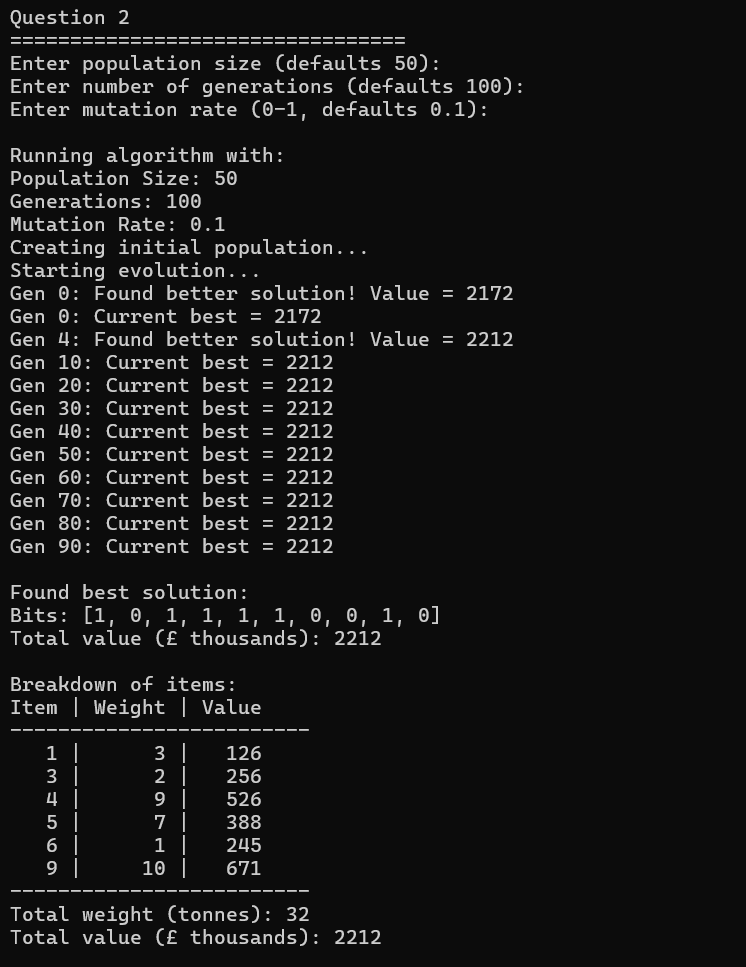 Question 2
=================================
Enter population size (defaults 50):
Enter number of generations (defaults 100):
Enter mutation rate (0-1, defaults 0.1):
Running algorithm with:
Population Size: 50
Generations: 100
Mutation Rate: 0.1
Creating initial population...
Starting evolution...
Gen 0: Found better solution! Value = 2172
Gen 0: Current best = 2172
Gen 4: Found better solution! Value = 2212
Gen 10: Current best = 2212
Gen 20: Current best = 2212
Gen 30: Current best = 2212
Gen 40: Current best = 2212
Gen 50: Current best = 2212
Gen 60: Current best = 2212
Gen 70: Current best = 2212
Gen 80: Current best = 2212
Gen 90: Current best = 2212
Found best solution:
Bits: [1, 0, 1, 1, 1, 1, 0, 0, 1, 0]
Total value (£ thousands): 2212
Breakdown of items:
Item | Weight | Value
-------------------------
   1 |      3 |   126
   3 |      2 |   256
   4 |      9 |   526
   5 |      7 |   388
   6 |      1 |   245
   9 |     10 |   671
-------------------------
Total weight (tonnes): 32
Total value (£ thousands): 2212